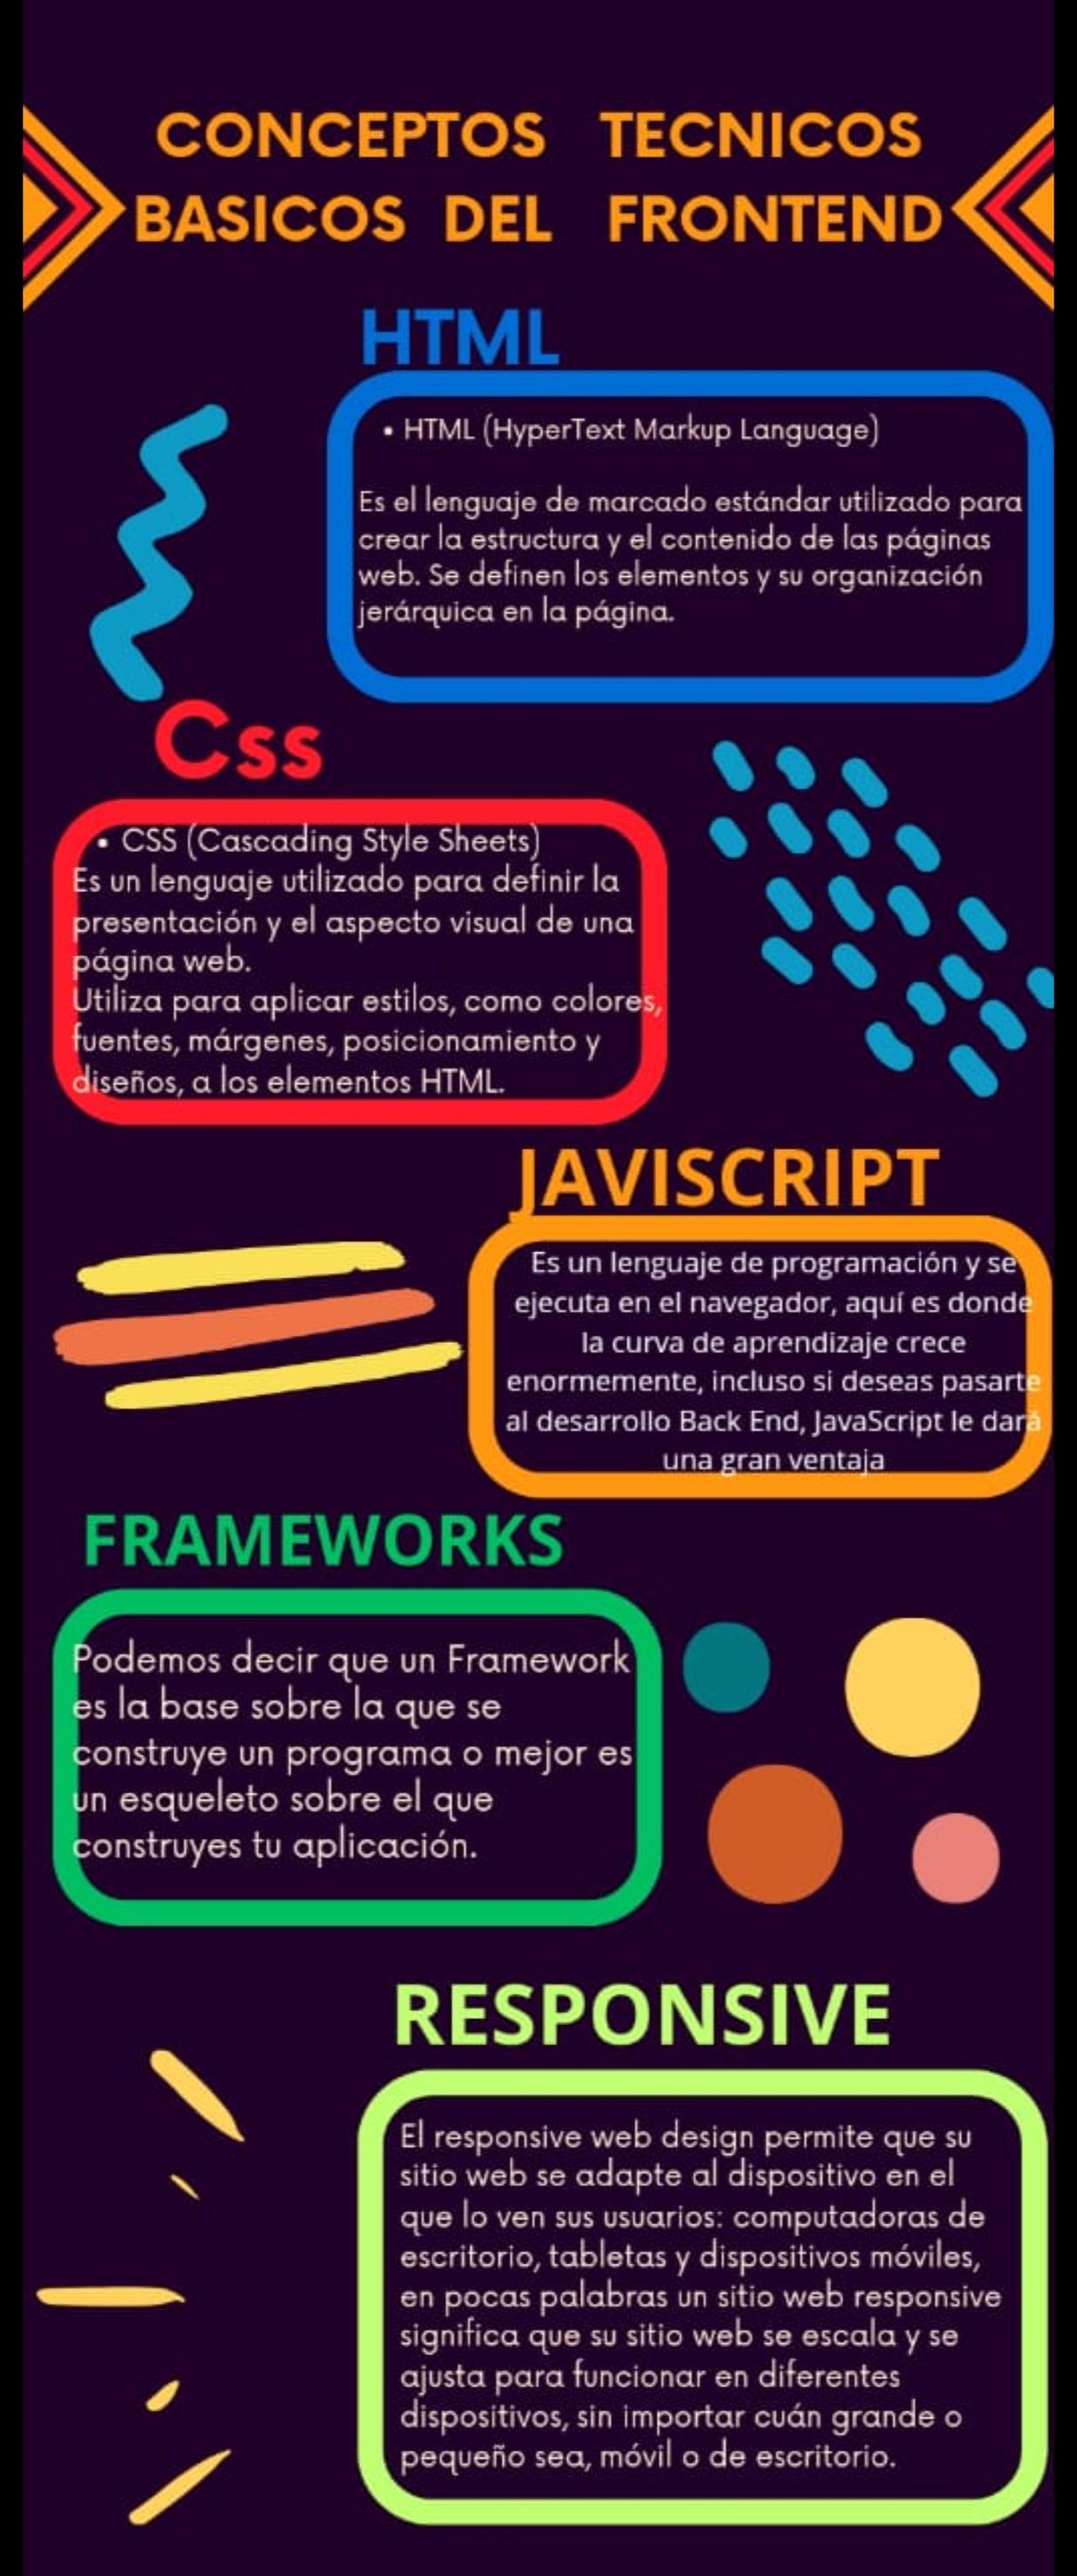 CONCEPTOS TECNICOS
BASICOS DEL FRONTEND
HTML
• HTML (HyperText Markup Language)
Es el lenguaje de marcado estándar utilizado para
crear la estructura y el contenido de las páginas
web. Se definen los elementos y su organización
jerárquica en la página.
Css
• CSS (Cascading Style Sheets)
Es un lenguaje utilizado para definir la
presentación y el aspecto visual de una
página web.
Utiliza para aplicar estilos, como colores,
fuentes, márgenes, posicionamiento y
diseños, a los elementos HTML.
JAVISCRIPT
Es un lenguaje de programación y se
ejecuta en el navegador, aquí es donde
la curva de aprendizaje crece
enormemente, incluso si deseas pasarte
al desarrollo Back End, JavaScript le dará
una gran ventaja
FRAMEWORKS
Podemos decir que un Framework
es la base sobre la que se
construye un programa o mejor es
un esqueleto sobre el que
construyes tu aplicación.
RESPONSIVE
El responsive web design permite que su
sitio web se adapte al dispositivo en el
que lo ven sus usuarios: computadoras de
escritorio, tabletas y dispositivos móviles,
en pocas palabras un sitio web responsive
significa que su sitio web se escala y se
ajusta para funcionar en diferentes
dispositivos, sin importar cuán grande o
pequeño sea, móvil o de escritorio.